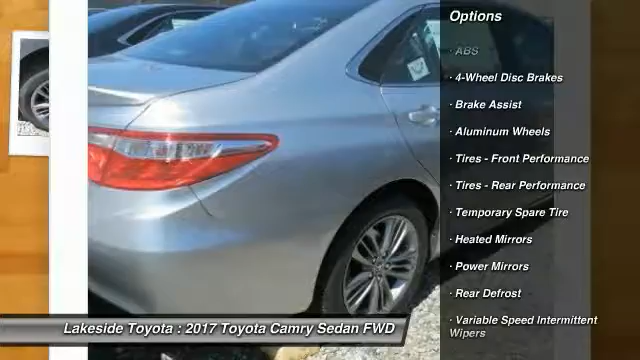 Options
· ABS
· 4-Wheel Disc Brakes
· Brake Assist
· Aluminum Wheels
· Tires - Front Performance
· Tires - Rear Performance
· Temporary Spare Tire
· Heated Mirrors
· Power Mirrors
· Rear Defrost
· Variable Speed Intermittent
Wipers
Lakeside Toyota : 2017 Toyota Camry Sedan FWD